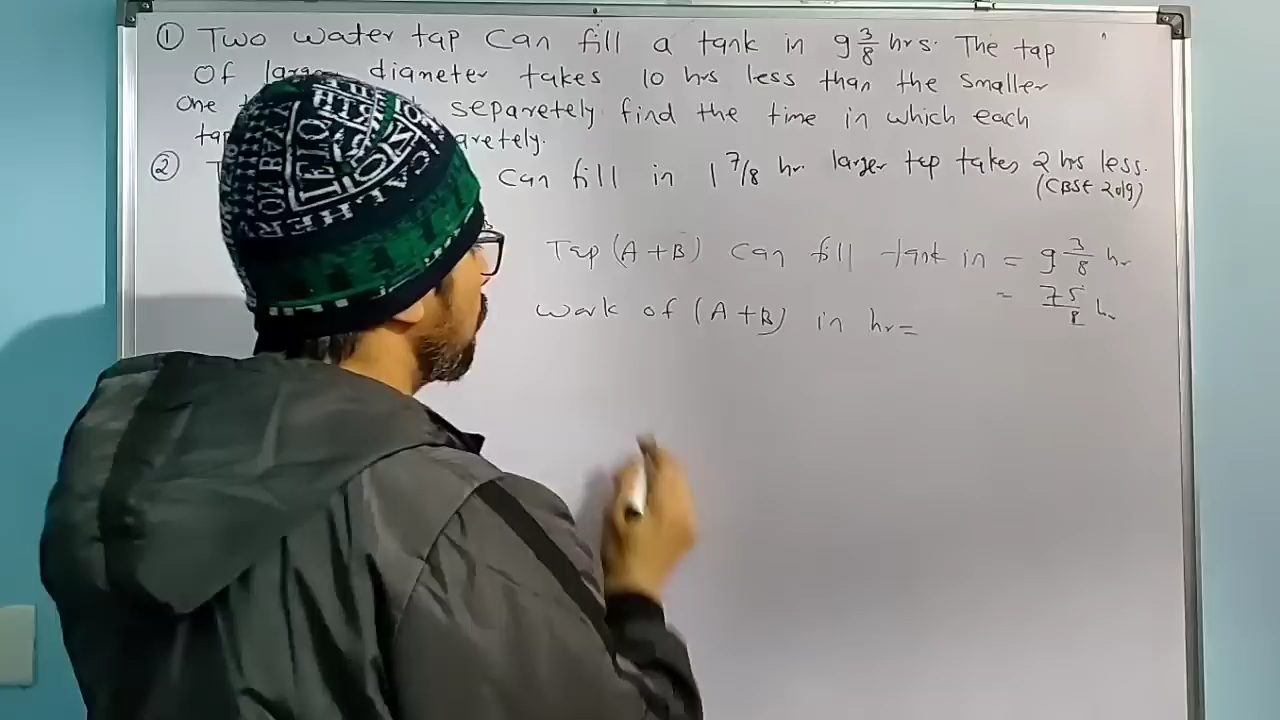 ① Two water tap can fill a tank in 9 3/8 hrs. The tap
Of larger diameter takes 10 hrs less than the smaller
One separetely find the time in which each
tap aretely.
② can fill in 1 7/8 hr larger tap takes 2 hrs less.
(CBSE 2019)
Tap (A+B) can fill tank in = 9 3/8 hr
= 75/8 hr
Work of (A+B) in hr =